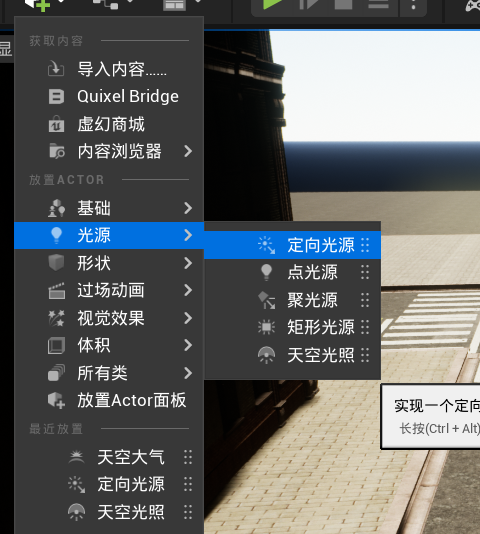 显
获取内容
导入内容......
Quixel Bridge
虚幻商城
内容浏览器
放置ACTOR
基础
光源
定向光源
形状
点光源
过场动画
聚光源
视觉效果
矩形光源
体积
天空光照
所有类
放置Actor面板
实现一个定向
长按(Ctrl + Alt)
最近放置
天空大气
定向光源
天空光照